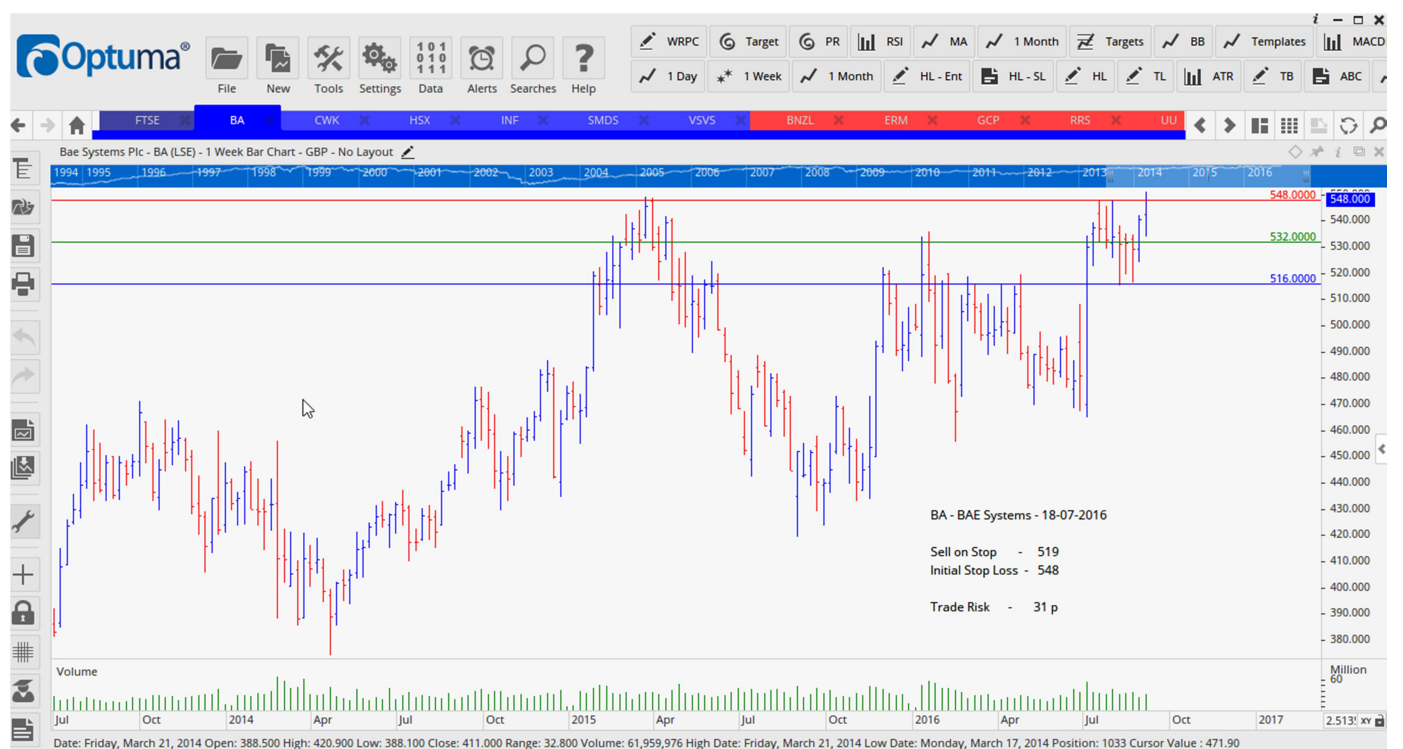 i
Optuma®
File New Tools Settings Data Alerts Searches Help
WRPC Target PR RSI MA 1 Month Targets BB Templates MACD
1 Day 1 Week 1 Month HL - Ent HL - SL HL TL ATR TB ABC
FTSE BA CWK HSX INF SMDS VSVS BNZL ERM GCP RRS UU
Bae Systems Plc - BA (LSE) - 1 Week Bar Chart - GBP - No Layout
1994 1995 1996 1997 1998 1999 2000 2001 2002 2003 2004 2005 2006 2007 2008 2009 2010 2011 2012 2013 2014 2015 2016
548.0000
548.000
540.000
532.0000
530.000
520.000
516.0000
510.000
500.000
490.000
480.000
470.000
460.000
450.000
440.000
430.000
420.000
410.000
400.000
390.000
380.000
BA - BAE Systems - 18-07-2016
Sell on Stop - 519
Initial Stop Loss - 548
Trade Risk - 31 p
Volume
Million
60
Jul Oct 2014 Apr Jul Oct 2015 Apr Jul Oct 2016 Apr Jul Oct 2017
XY
Date: Friday, March 21, 2014 Open: 388.500 High: 420.900 Low: 388.100 Close: 411.000 Range: 32.800 Volume: 61,959,976 High Date: Friday, March 21, 2014 Low Date: Monday, March 17, 2014 Position: 1033 Cursor Value : 471.90